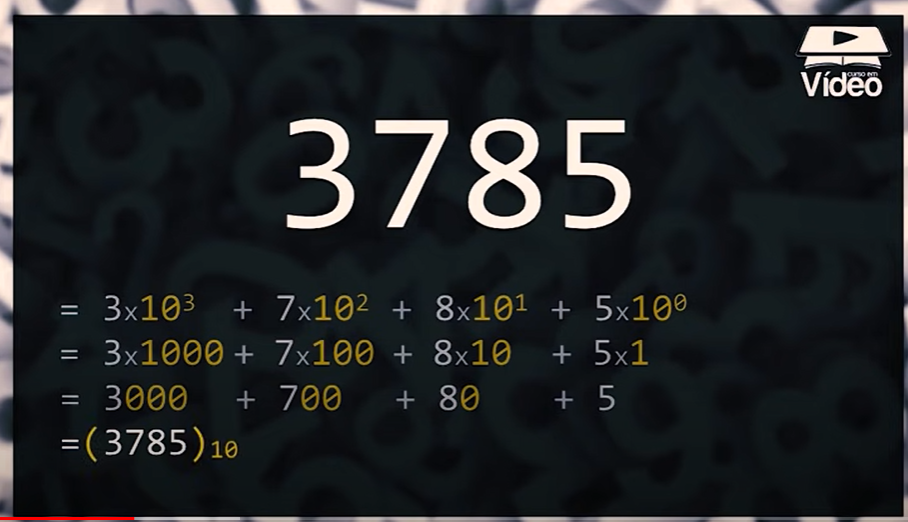 curso em
Vídeo
3785
= 3x10³ + 7x10² + 8x10¹ + 5x10⁰
= 3x1000 + 7x100 + 8x10 + 5x1
= 3000 + 700 + 80 + 5
=(3785)₁₀